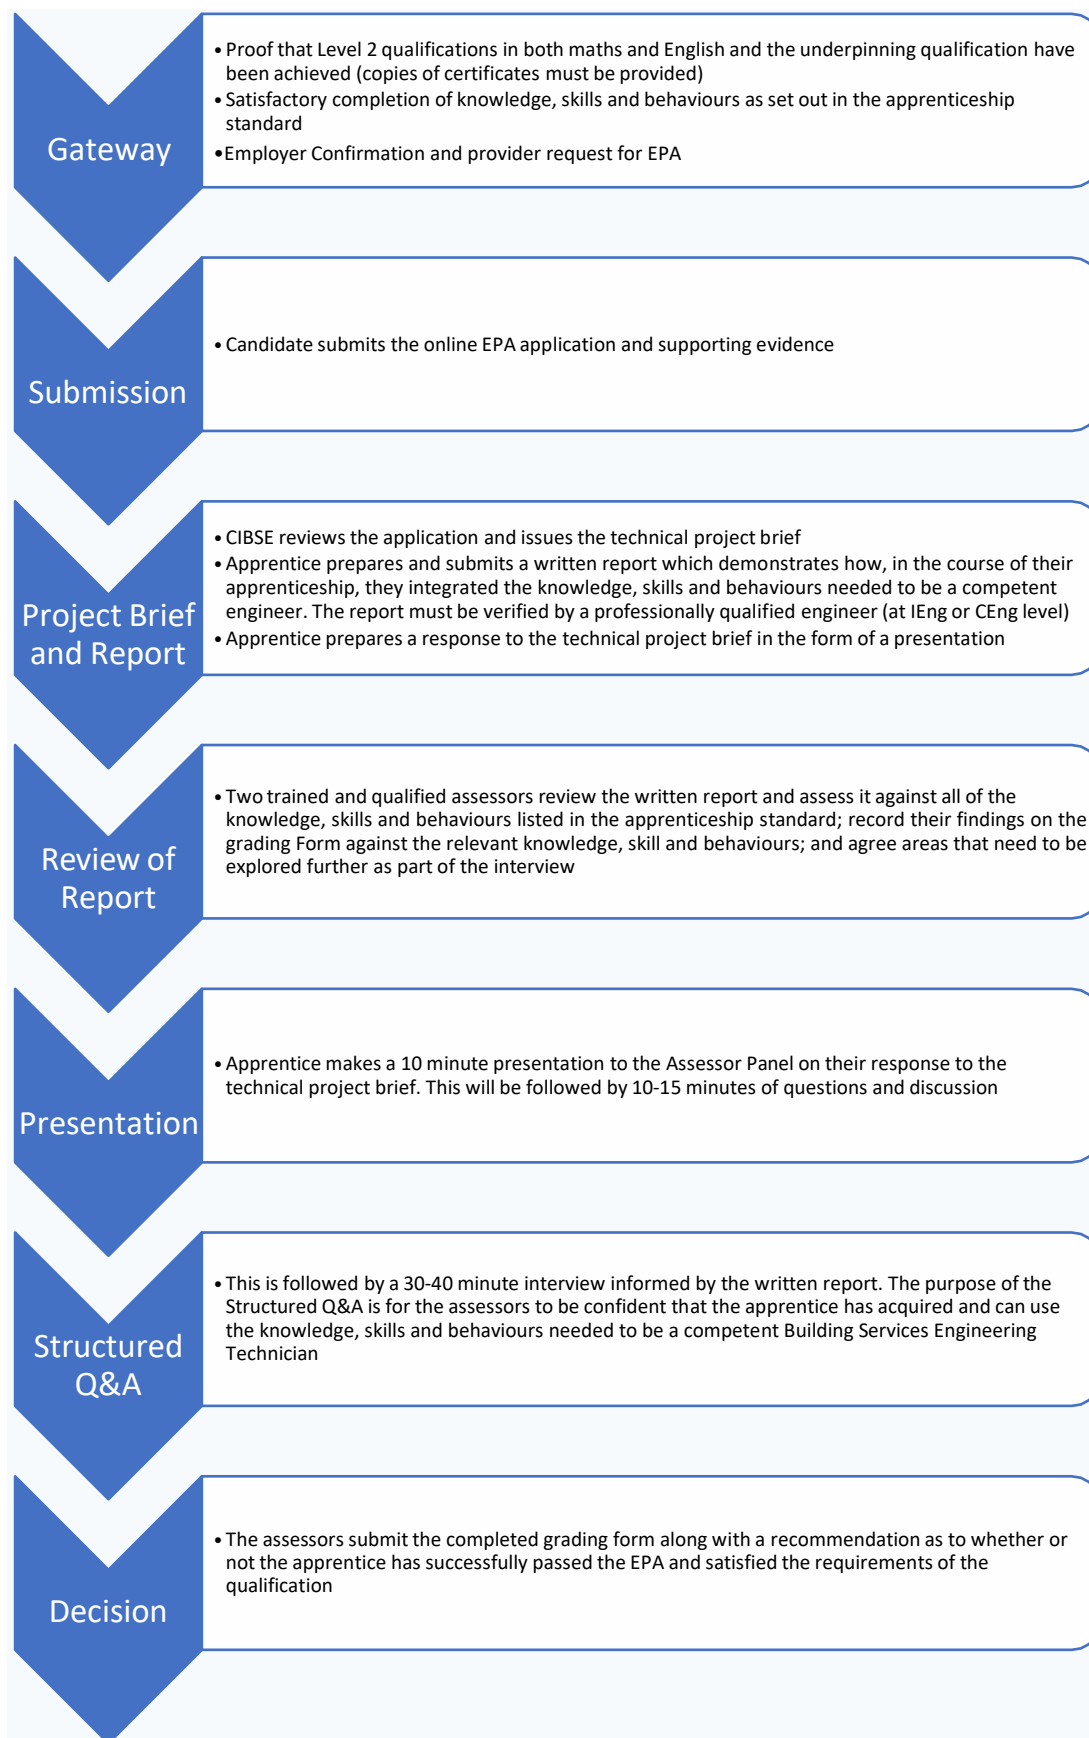 Gateway
• Proof that Level 2 qualifications in both maths and English and the underpinning qualification have
been achieved (copies of certificates must be provided)
• Satisfactory completion of knowledge, skills and behaviours as set out in the apprenticeship
standard
•Employer Confirmation and provider request for EPA
Submission
• Candidate submits the online EPA application and supporting evidence
Project Brief
and Report
• CIBSE reviews the application and issues the technical project brief
• Apprentice prepares and submits a written report which demonstrates how, in the course of their
apprenticeship, they integrated the knowledge, skills and behaviours needed to be a competent
engineer. The report must be verified by a professionally qualified engineer (at IEng or CEng level)
• Apprentice prepares a response to the technical project brief in the form of a presentation
Review of
Report
• Two trained and qualified assessors review the written report and assess it against all of the
knowledge, skills and behaviours listed in the apprenticeship standard; record their findings on the
grading Form against the relevant knowledge, skill and behaviours; and agree areas that need to be
explored further as part of the interview
Presentation
• Apprentice makes a 10 minute presentation to the Assessor Panel on their response to the
technical project brief. This will be followed by 10-15 minutes of questions and discussion
Structured
Q&A
• This is followed by a 30-40 minute interview informed by the written report. The purpose of the
Structured Q&A is for the assessors to be confident that the apprentice has acquired and can use
the knowledge, skills and behaviours needed to be a competent Building Services Engineering
Technician
Decision
• The assessors submit the completed grading form along with a recommendation as to whether or
not the apprentice has successfully passed the EPA and satisfied the requirements of the
qualification